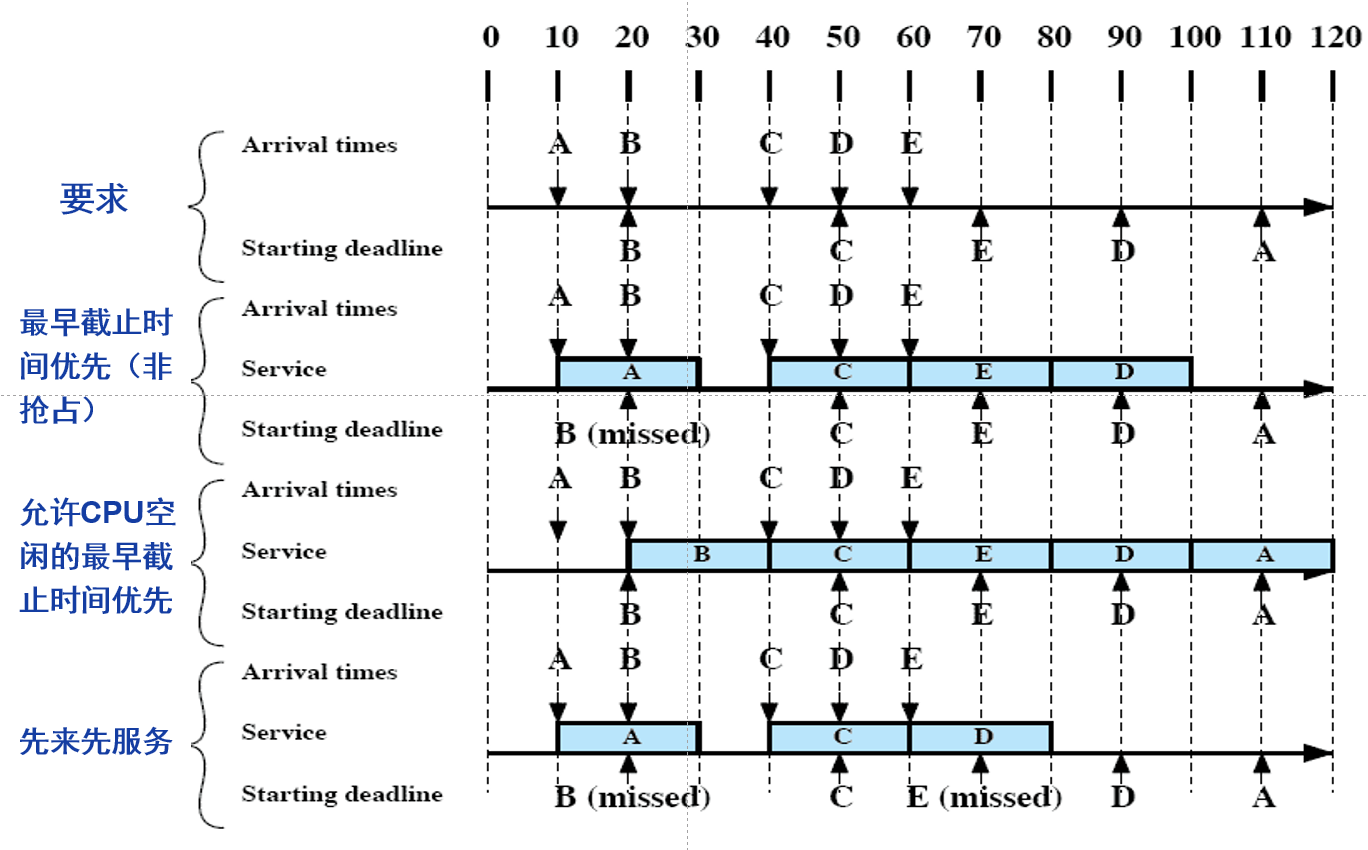 0 10 20 30 40 50 60 70 80 90 100 110 120
Arrival times A B C D E
要求
Starting deadline B C E D A
Arrival times A B C D E
最早截止时
间优先（非
抢占）
Service A C E D
Starting deadline B (missed) C E D A
Arrival times A B C D E
允许CPU空
闲的最早截
止时间优先
Service B C E D A
Starting deadline B C E D A
Arrival times A B C D E
先来先服务
Service A C D
Starting deadline B (missed) C E (missed) D A